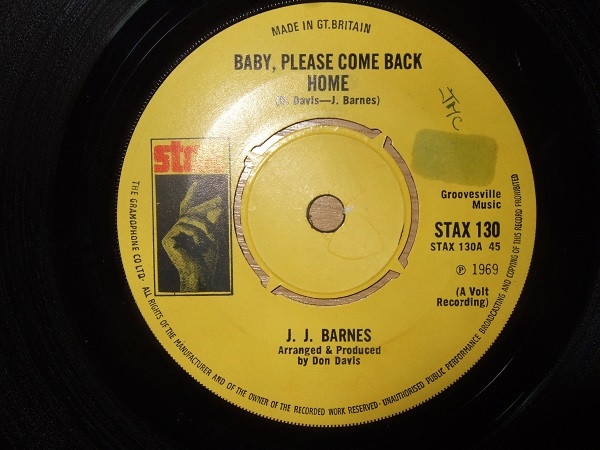 MADE IN GT. BRITAIN
BABY, PLEASE COME BACK
HOME
Davis—J. Barnes)
Groovesville
Music
STAX 130
STAX 130A 45
Ⓟ 1969
(A Volt
Recording)
J. J. BARNES
Arranged & Produced
by Don Davis
THE GRAMOPHONE CO LTD· ALL RIGHTS OF THE MANUFACTURER AND OF THE OWNER OF THE RECORDED WORK RESERVED· UNAUTHORISED PUBLIC PERFORMANCE BROADCASTING AND COPYING OF THIS RECORD PROHIBITED